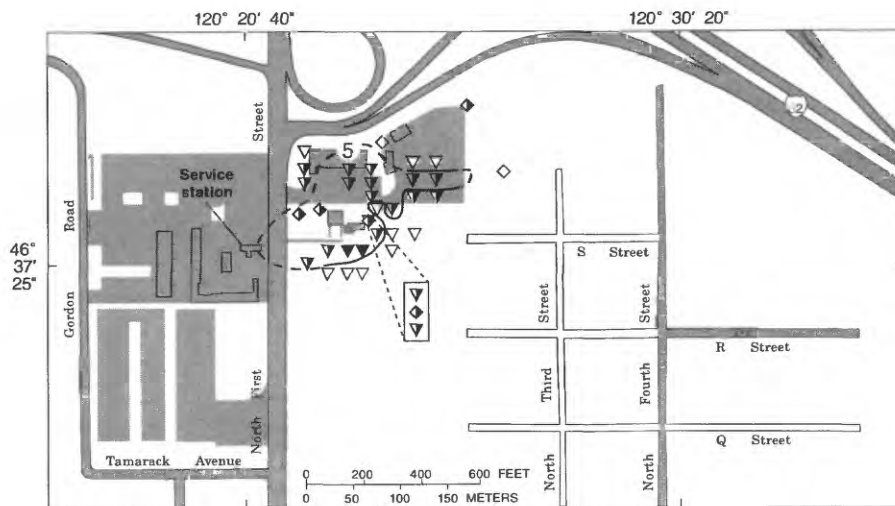 120° 20' 40"
120° 30' 20"
Street
5
2
Service
station
Road
46°
37'
25"
S Street
Street
Street
Gordon
R Street
First
Third
Fourth
Q Street
North
Tamarack Avenue
North
North
0 200 400 600 FEET
0 50 100 150 METERS